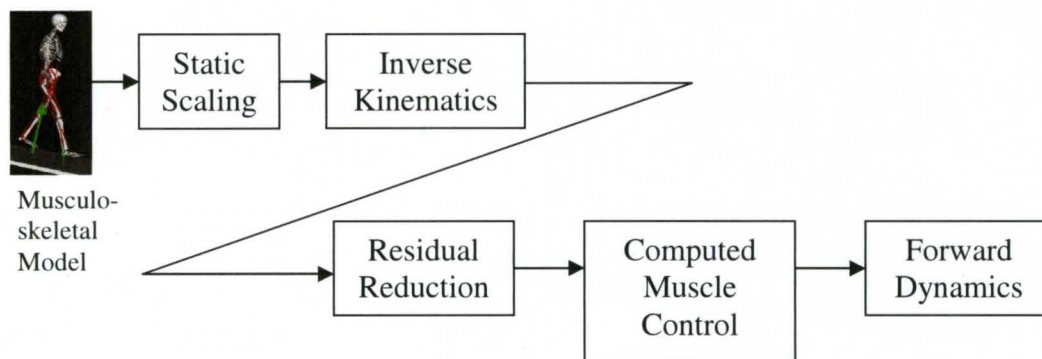 Static
Scaling
Inverse
Kinematics
Musculo-
skeletal
Model
Residual
Reduction
Computed
Muscle
Control
Forward
Dynamics